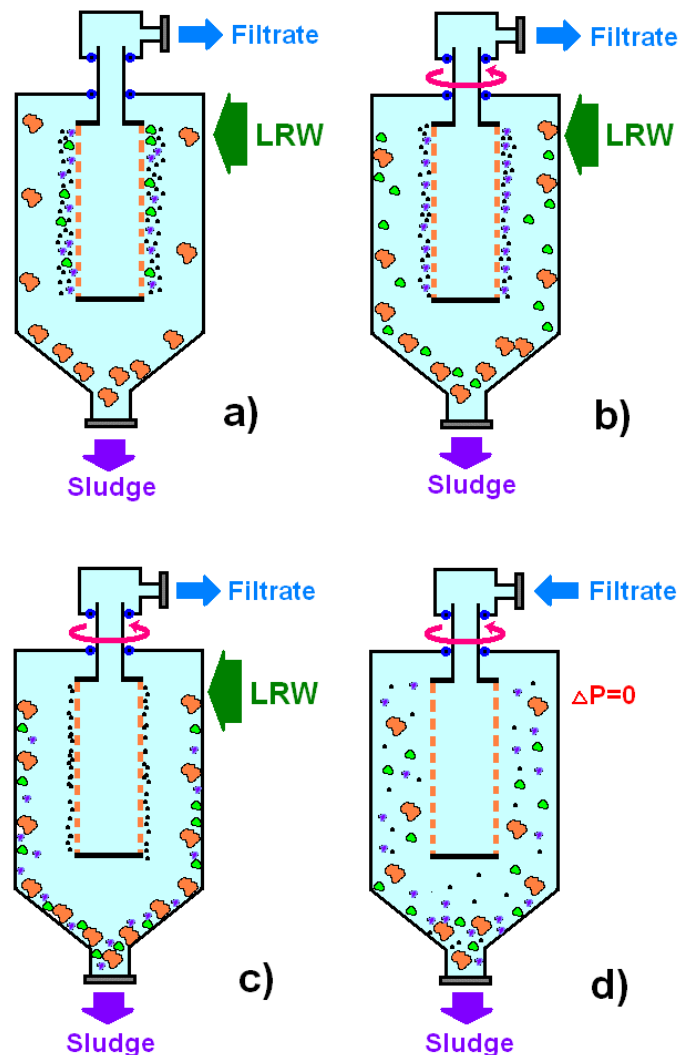 Filtrate
LRW
a)
Sludge
Filtrate
LRW
b)
Sludge
Filtrate
LRW
c)
Sludge
Filtrate
△P=0
d)
Sludge